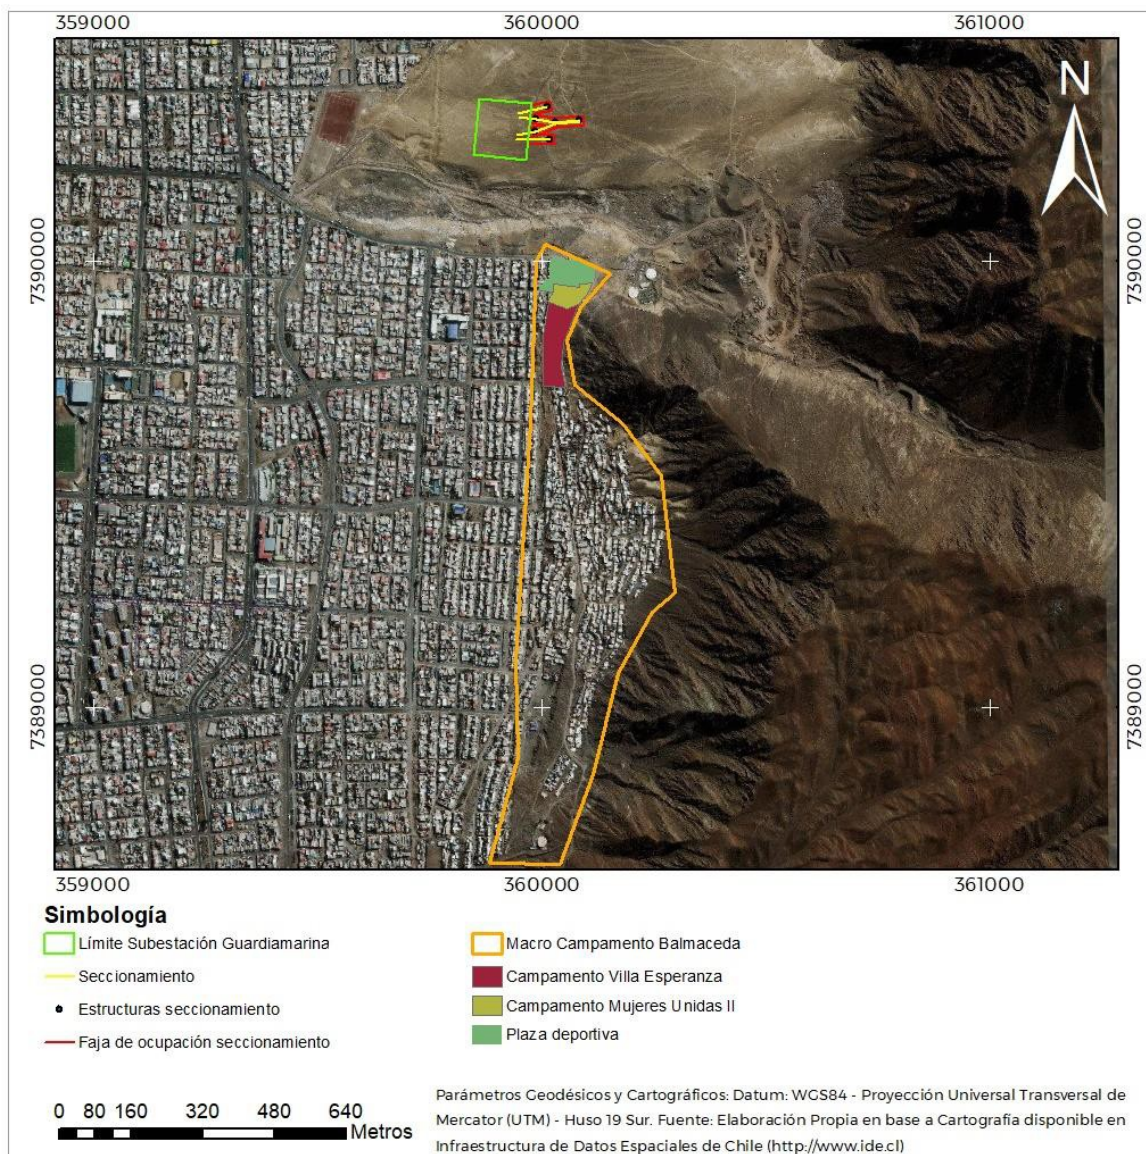 359000 360000 361000
N
7390000 7390000
7389000 7389000
359000 360000 361000
Simbología
Límite Subestación Guardiamarina
Seccionamiento
Estructuras seccionamiento
Faja de ocupación seccionamiento
Macro Campamento Balmaceda
Campamento Villa Esperanza
Campamento Mujeres Unidas II
Plaza deportiva
0 80 160 320 480 640
Metros
Parámetros Geodésicos y Cartográficos: Datum: WGS84 - Proyección Universal Transversal de
Mercator (UTM) - Huso 19 Sur. Fuente: Elaboración Propia en base a Cartografía disponible en
Infraestructura de Datos Espaciales de Chile (http://www.ide.cl)